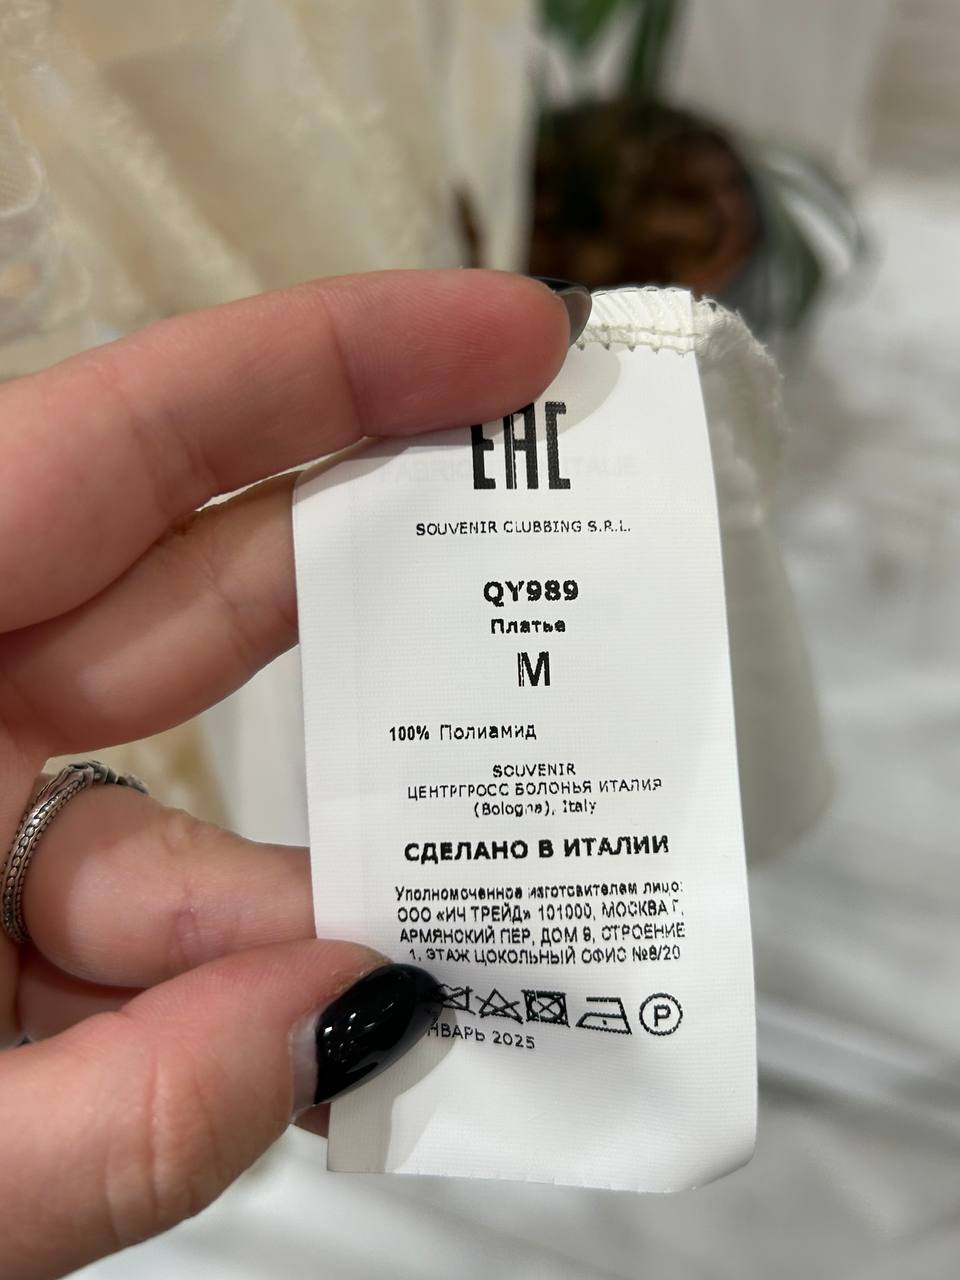 EAC
SOUVENIR CLUBBING S.R.L.
QY989
Платье
M
100% Полиамид
SOUVENIR
ЦЕНТРГРОСС БОЛОНЬЯ ИТАЛИЯ
(Bologna), Italy
СДЕЛАНО В ИТАЛИИ
Уполномоченное изготовителем лицо:
ООО «ИЧ ТРЕЙД» 101000, МОСКВА Г,
АРМЯНСКИЙ ПЕР, ДОМ 9, СТРОЕНИЕ
1, ЭТАЖ ЦОКОЛЬНЫЙ ОФИС №8/20
P
НВАРЬ 2025